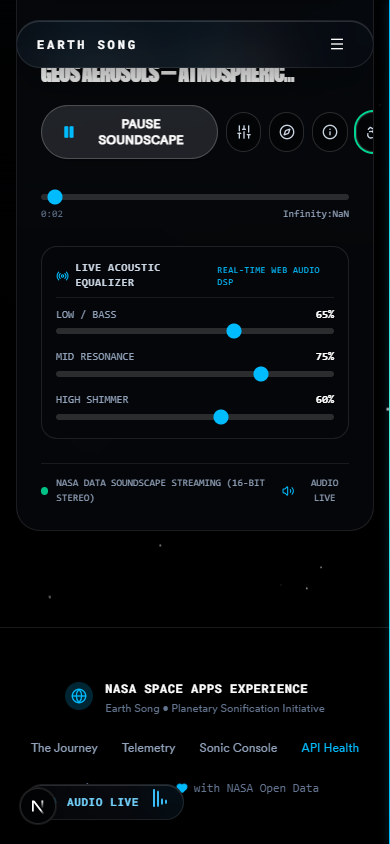 EARTH SONG
GEOS AEROSOLS — ATMOSPHERIC...
PAUSE
SOUNDSCAPE
0:02
Infinity:NaN
LIVE ACOUSTIC
EQUALIZER
REAL-TIME WEB AUDIO
DSP
LOW / BASS
65%
MID RESONANCE
75%
HIGH SHIMMER
60%
NASA DATA SOUNDSCAPE STREAMING (16-BIT
STEREO)
AUDIO
LIVE
NASA SPACE APPS EXPERIENCE
Earth Song • Planetary Sonification Initiative
The Journey
Telemetry
Sonic Console
API Health
with NASA Open Data
N
AUDIO LIVE